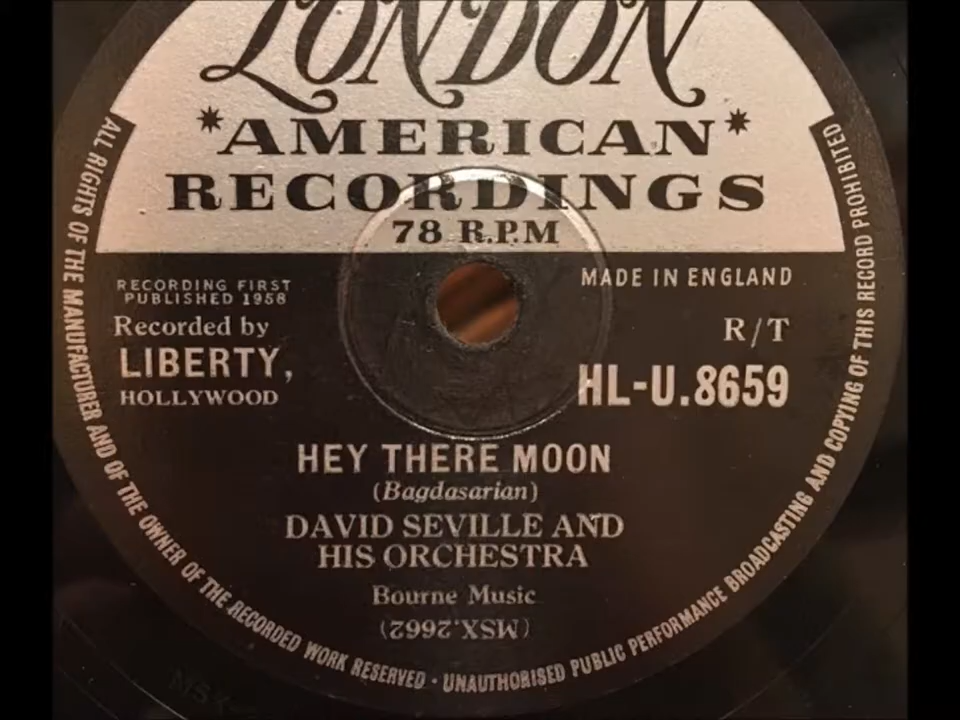 LONDON
*AMERICAN*
RECORDINGS
78 R.P.M
RECORDING FIRST
PUBLISHED 1958
Recorded by
LIBERTY,
HOLLYWOOD
MADE IN ENGLAND
R/T
HL-U.8659
HEY THERE MOON
(Bagdasarian)
DAVID SEVILLE AND
HIS ORCHESTRA
Bourne Music
(MSX.2662)
ALL RIGHTS OF THE MANUFACTURER AND OF THE OWNER OF THE RECORDED WORK RESERVED · UNAUTHORISED PUBLIC PERFORMANCE BROADCASTING AND COPYING OF THIS RECORD PROHIBITED